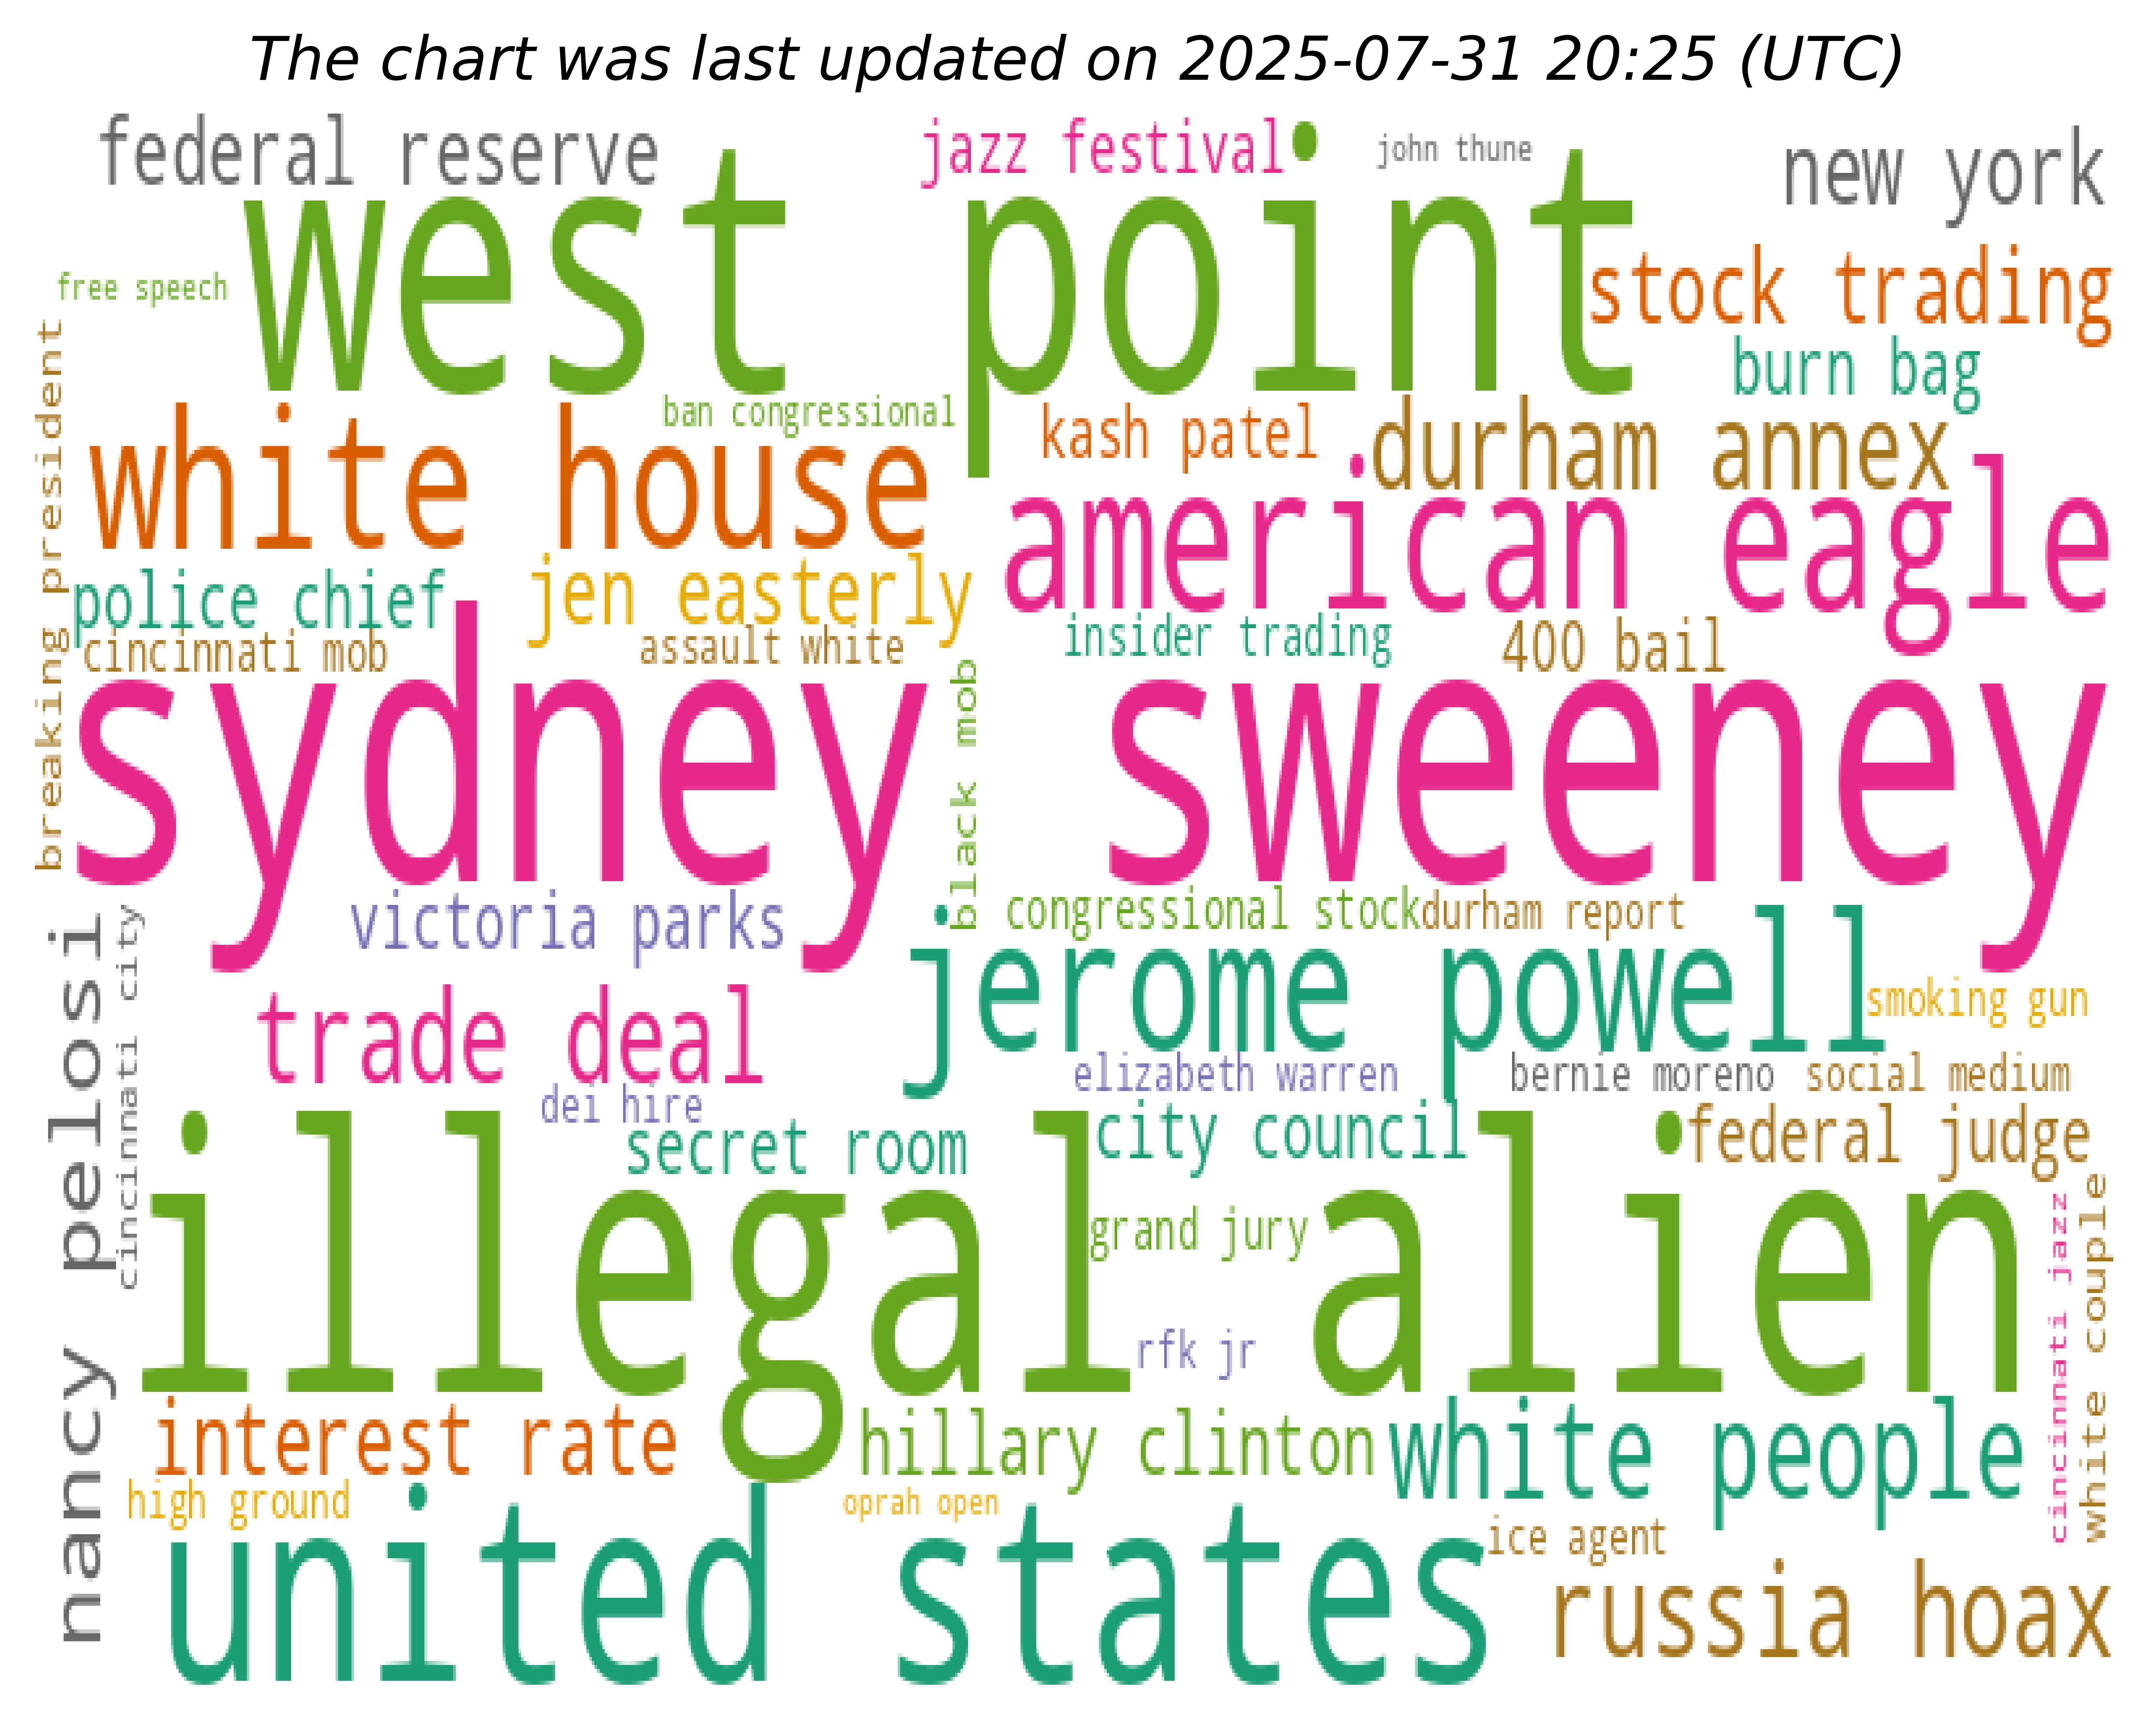 The chart was last updated on 2025-07-31 20:25 (UTC)
federal reserve
jazz festival
john thune
new york
west point
free speech
stock trading
burn bag
breaking president
ban congressional
kash patel
durham annex
white house
american eagle
police chief
jen easterly
cincinnati mob
assault white
insider trading
400 bail
sydney sweeney
black mob
victoria parks
congressional stock
durham report
nancy pelosi
cincinnati city
jerome powell
trade deal
smoking gun
elizabeth warren
bernie moreno
social medium
dei hire
secret room
city council
federal judge
illegal alien
grand jury
rfk jr
cincinnati jazz
white couple
interest rate
hillary clinton
white people
high ground
oprah open
united states
ice agent
russia hoax